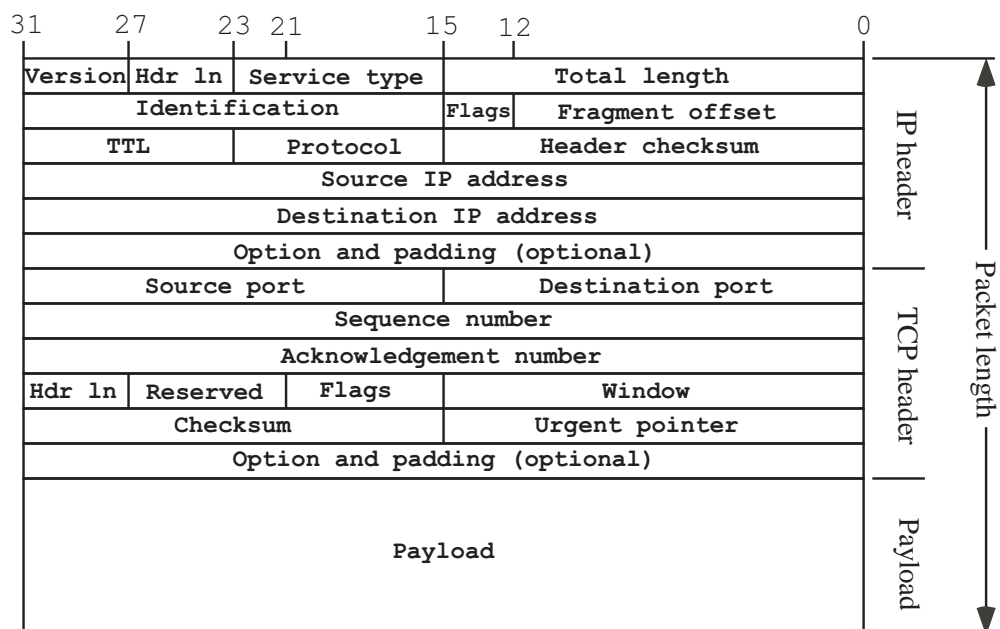 31 27 23 21 15 12 0
Version Hdr ln Service type Total length
Identification Flags Fragment offset
TTL Protocol Header checksum
Source IP address
Destination IP address
Option and padding (optional)
IP header
Source port Destination port
Sequence number
Acknowledgement number
Hdr ln Reserved Flags Window
Checksum Urgent pointer
Option and padding (optional)
TCP header
Payload
Payload
Packet length